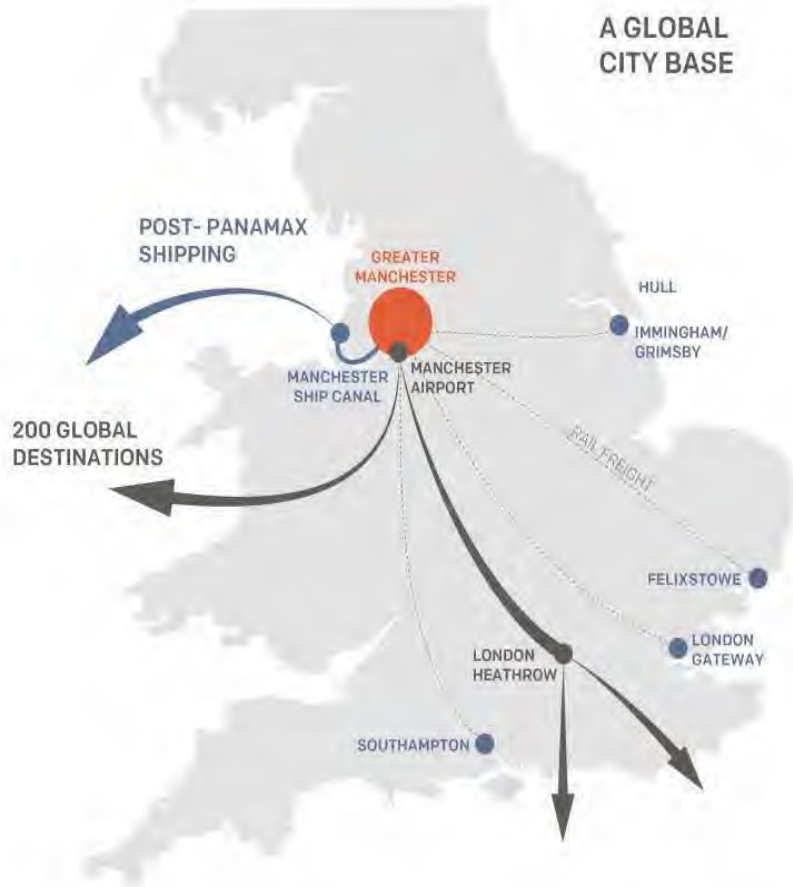 A GLOBAL
CITY BASE
POST- PANAMAX
SHIPPING
GREATER
MANCHESTER
HULL
IMMINGHAM/
GRIMSBY
MANCHESTER
SHIP CANAL
MANCHESTER
AIRPORT
200 GLOBAL
DESTINATIONS
RAIL FREIGHT
FELIXSTOWE
LONDON
GATEWAY
LONDON
HEATHROW
SOUTHAMPTON